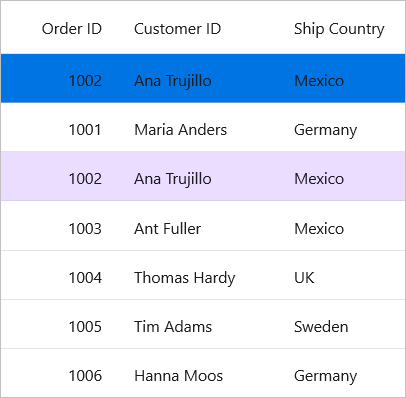 Order ID Customer ID Ship Country
1002 Ana Trujillo Mexico
1001 Maria Anders Germany
1002 Ana Trujillo Mexico
1003 Ant Fuller Mexico
1004 Thomas Hardy UK
1005 Tim Adams Sweden
1006 Hanna Moos Germany